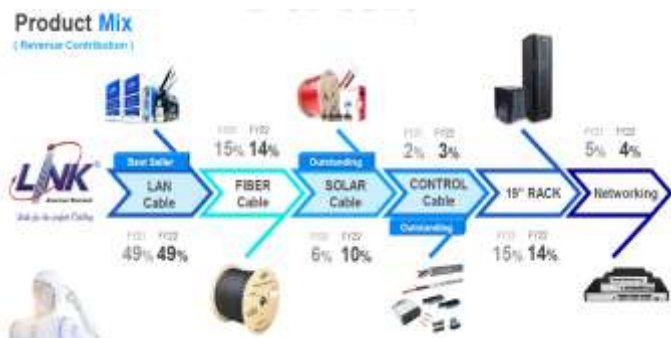 Product Mix
( Revenue Contribution )
FY21 FY22
15% 14%
FY21 FY22
2% 3%
FY21 FY22
5% 4%
Best Seller
Outstanding
LINK
American Standard
LAN
Cable
FIBER
Cable
SOLAR
Cable
CONTROL
Cable
19" RACK
Networking
Outstanding
FY21 FY22
49% 49%
FY21 FY22
6% 10%
FY21 FY22
15% 14%